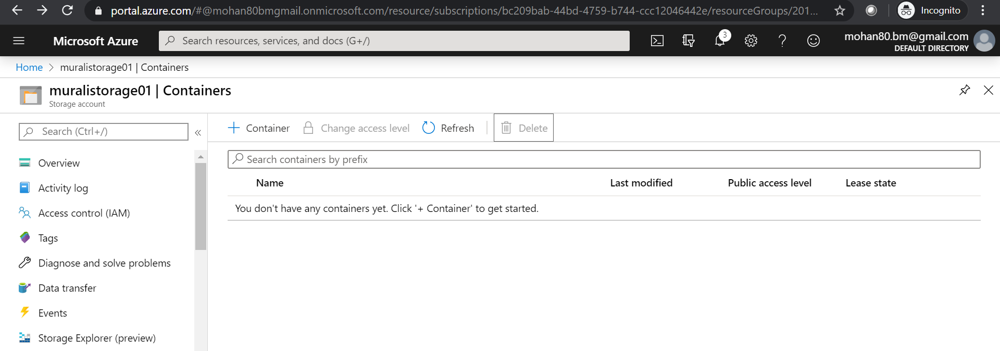 portal.azure.com/#@mohan80bmgmail.onmicrosoft.com/resource/subscriptions/bc209bab-44bd-4759-b744-ccc12046442e/resourceGroups/201...
Incognito
Microsoft Azure
Search resources, services, and docs (G+/)
3
mohan80.bm@gmail.com
DEFAULT DIRECTORY
Home > muralistorage01 | Containers
muralistorage01 | Containers
Storage account
Search (Ctrl+/)
«
Overview
Activity log
Access control (IAM)
Tags
Diagnose and solve problems
Data transfer
Events
Storage Explorer (preview)
+ Container Change access level Refresh Delete
Search containers by prefix
Name Last modified Public access level Lease state
You don't have any containers yet. Click '+ Container' to get started.